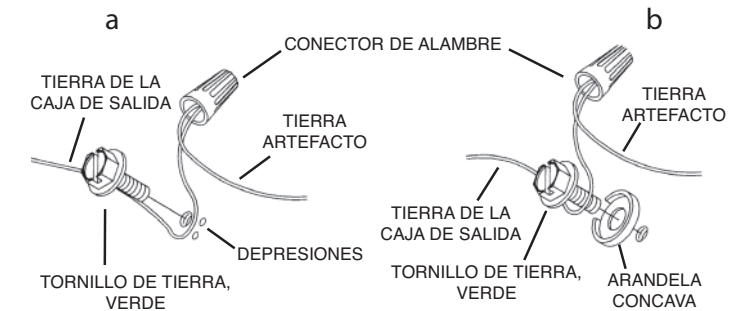 a
b
CONECTOR DE ALAMBRE
TIERRA DE LA
CAJA DE SALIDA
TIERRA
ARTEFACTO
DEPRESIONES
TORNILLO DE TIERRA,
VERDE
TIERRA
ARTEFACTO
TIERRA DE LA
CAJA DE SALIDA
TORNILLO DE TIERRA,
VERDE
ARANDELA
CONCAVA